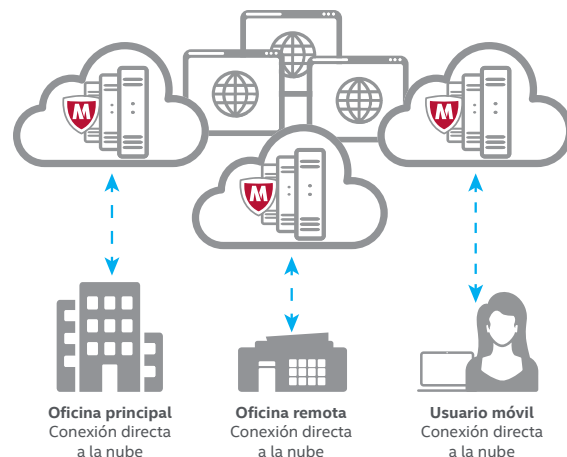 M
M
M
Oficina principal
Conexión directa
a la nube
Oficina remota
Conexión directa
a la nube
Usuario móvil
Conexión directa
a la nube